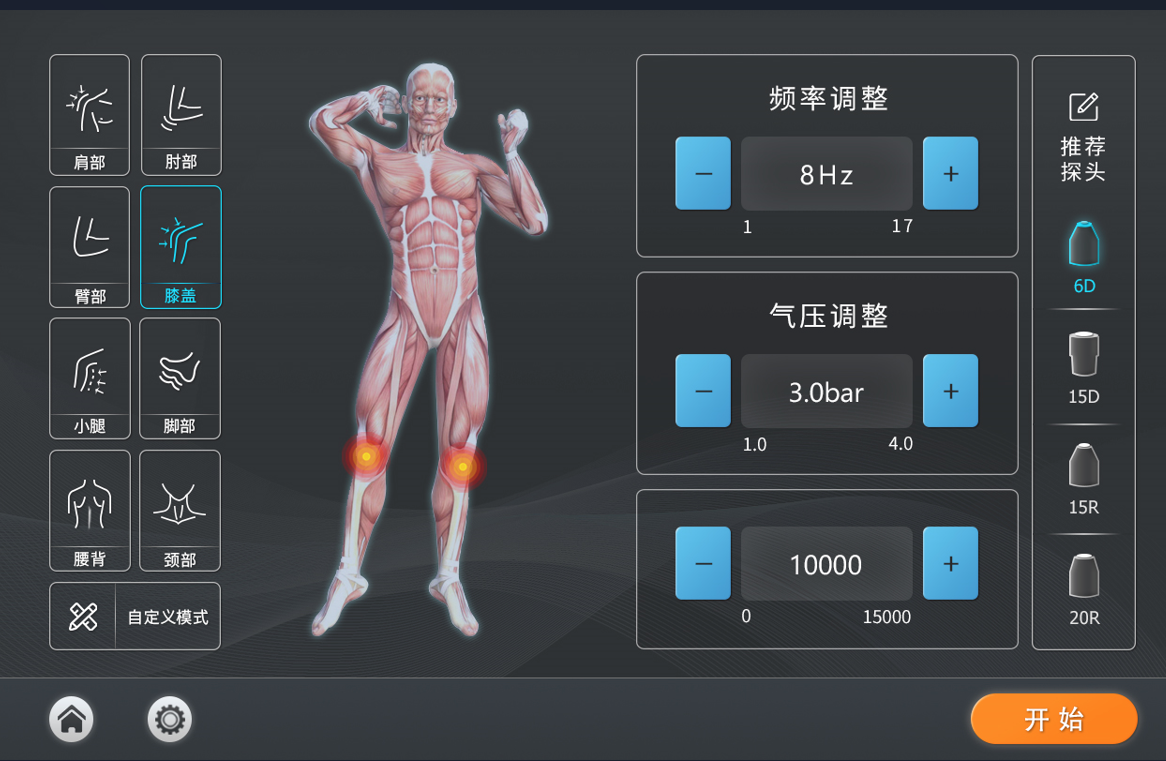 肩部
肘部
臂部
膝盖
小腿
脚部
腰背
颈部
自定义模式
频率调整
−
8Hz
+
1
17
气压调整
−
3.0bar
+
1.0
4.0
−
10000
+
0
15000
推荐
探头
6D
15D
15R
20R
开始